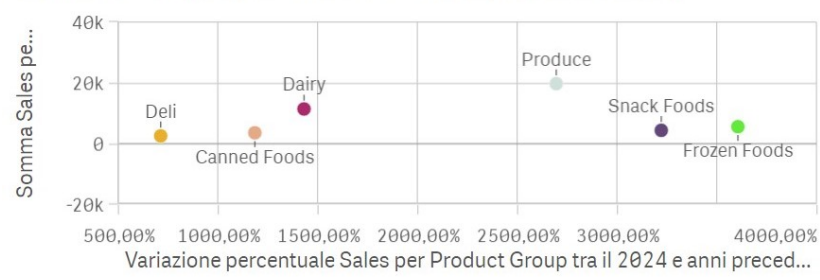 40k
Somma Sales pe...
Produce
20k
Dairy
Snack Foods
Deli
0
Canned Foods
Frozen Foods
-20k
500,00% 1000,00% 1500,00% 2000,00% 2500,00% 3000,00% 4000,00%
Variazione percentuale Sales per Product Group tra il 2024 e anni preced...